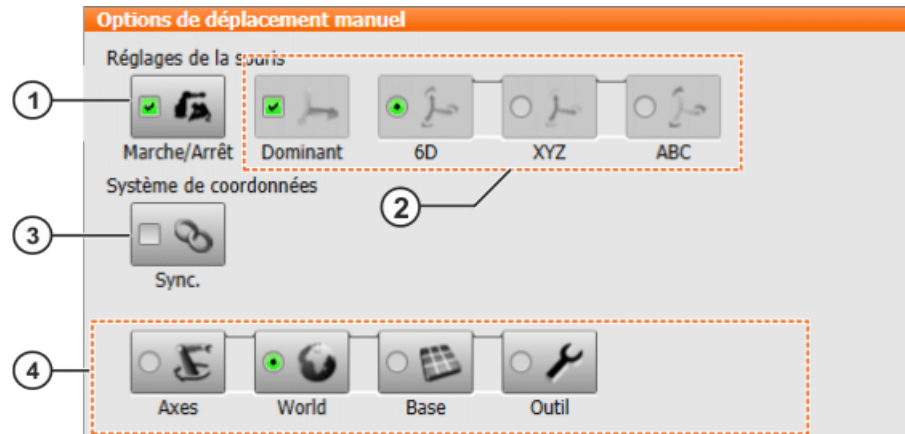 Options de déplacement manuel
Réglages de la souris
1
Marche/Arrêt Dominant 6D XYZ ABC
2
Système de coordonnées
3
Sync.
4
Axes World Base Outil